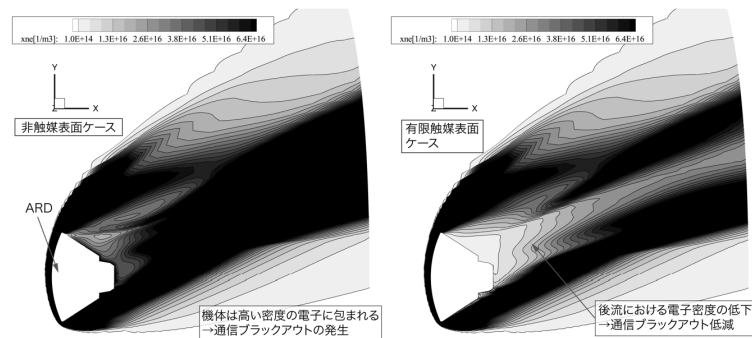 xne[1/m3]: 1.0E+14 1.3E+16 2.6E+16 3.8E+16 5.1E+16 6.4E+16
Y
Z X
非触媒表面ケース
ARD
機体は高い密度の電子に包まれる
→通信ブラックアウトの発生
xne[1/m3]: 1.0E+14 1.3E+16 2.6E+16 3.8E+16 5.1E+16 6.4E+16
Y
Z X
有限触媒表面
ケース
後流における電子密度の低下
→通信ブラックアウト低減